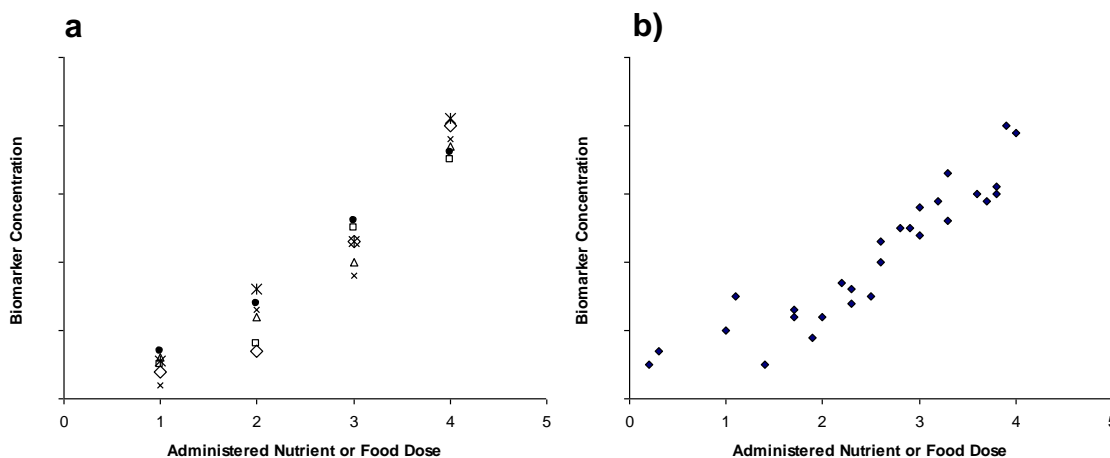 a
b)
Biomarker Concentration
0 1 2 3 4 5
Administered Nutrient or Food Dose
Biomarker Concentration
0 1 2 3 4 5
Administered Nutrient or Food Dose